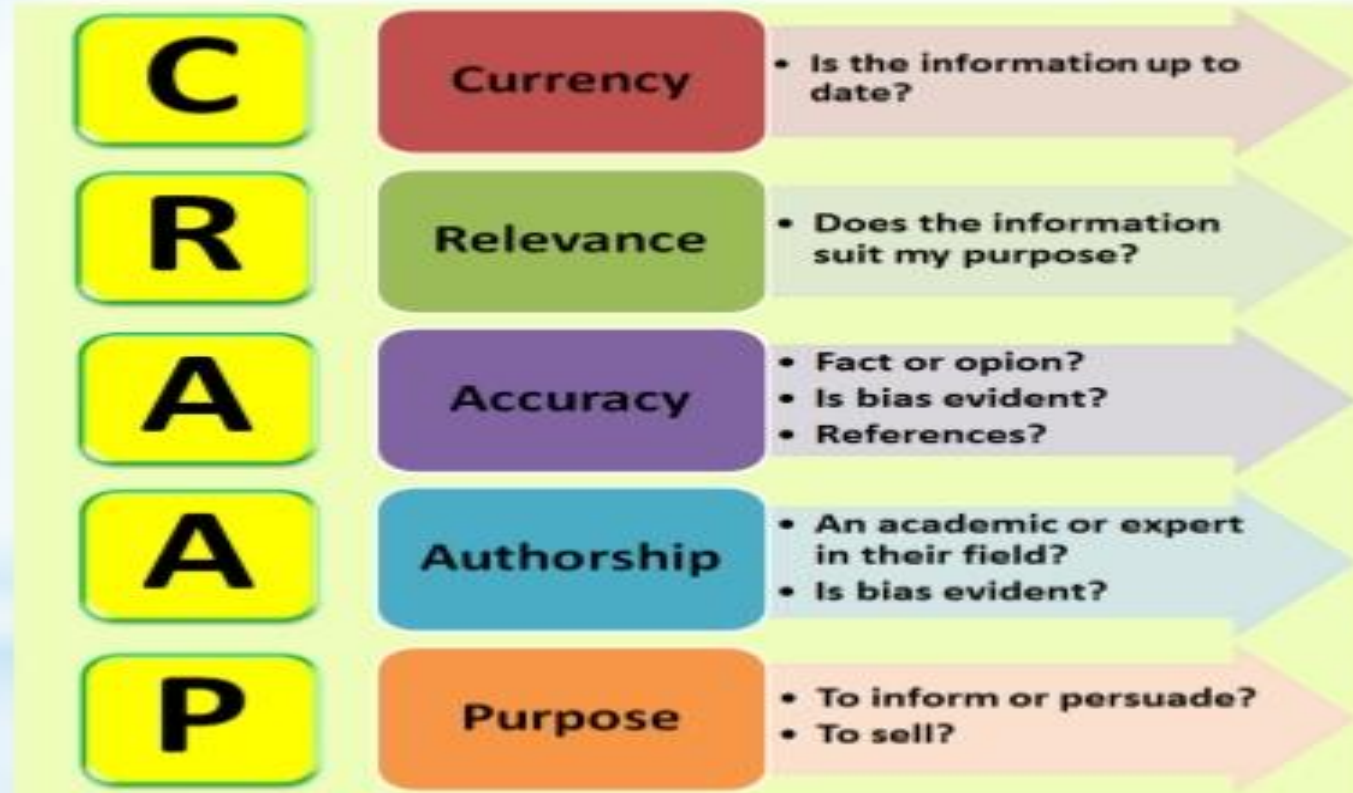 C
Currency
• Is the information up to
date?
R
Relevance
• Does the information
suit my purpose?
A
Accuracy
• Fact or opion?
• Is bias evident?
• References?
A
Authorship
• An academic or expert
in their field?
• Is bias evident?
P
Purpose
• To inform or persuade?
• To sell?